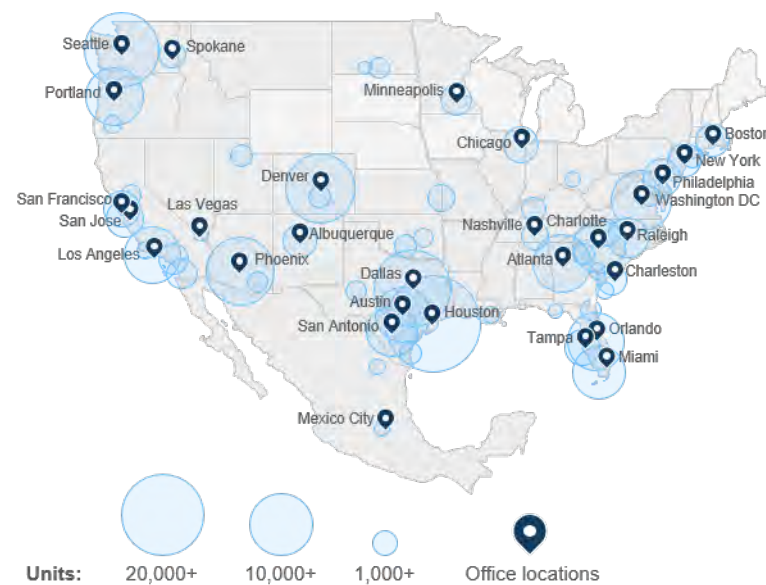 Seattle
Spokane
Portland
Minneapolis
Boston
Chicago
New York
Denver
Philadelphia
San Francisco
Las Vegas
Washington DC
San Jose
Nashville
Charlotte
Albuquerque
Raleigh
Los Angeles
Phoenix
Atlanta
Dallas
Charleston
Austin
Houston
San Antonio
Orlando
Tampa
Miami
Mexico City
Units: 20,000+ 10,000+ 1,000+ Office locations